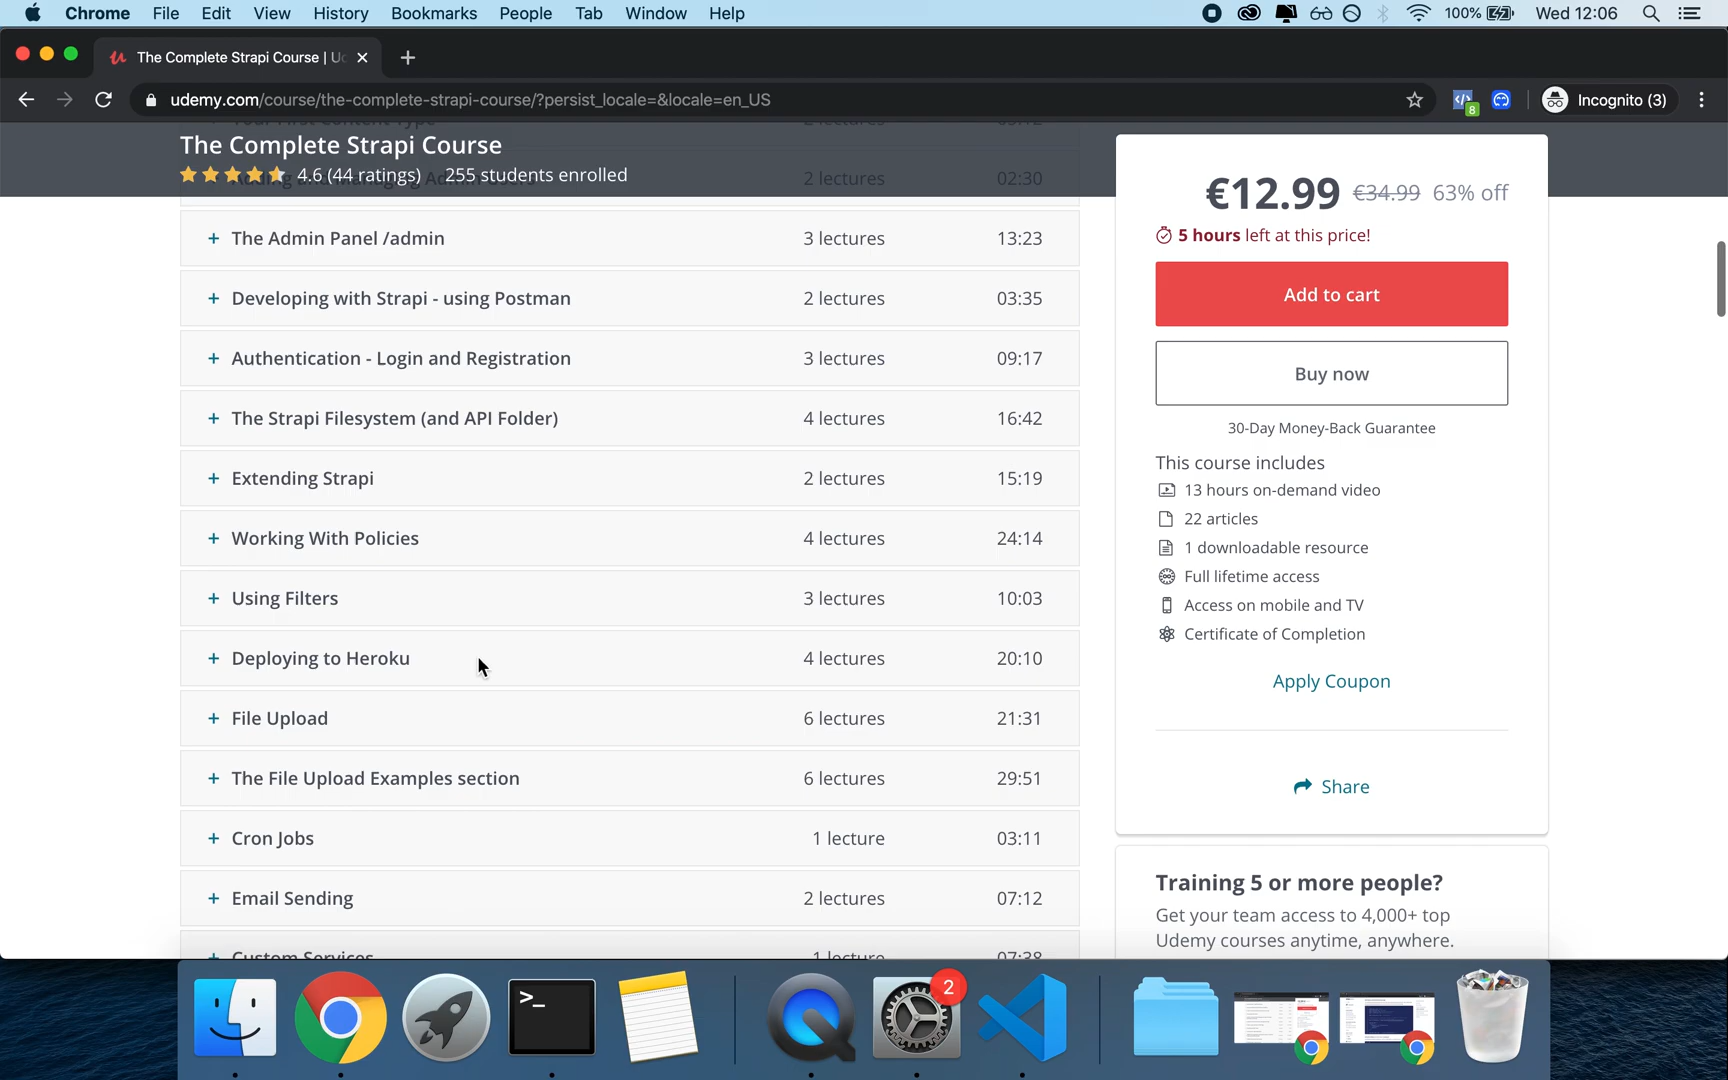 Chrome File Edit View History Bookmarks People Tab Window Help 100% Wed 12:06
The Complete Strapi Course | Ud
udemy.com/course/the-complete-strapi-course/?persist_locale=&locale=en_US
8
Incognito (3)
The Complete Strapi Course
4.6 (44 ratings) 255 students enrolled
2 lectures 02:30
+ The Admin Panel /admin 3 lectures 13:23
+ Developing with Strapi - using Postman 2 lectures 03:35
+ Authentication - Login and Registration 3 lectures 09:17
+ The Strapi Filesystem (and API Folder) 4 lectures 16:42
+ Extending Strapi 2 lectures 15:19
+ Working With Policies 4 lectures 24:14
+ Using Filters 3 lectures 10:03
+ Deploying to Heroku 4 lectures 20:10
+ File Upload 6 lectures 21:31
+ The File Upload Examples section 6 lectures 29:51
+ Cron Jobs 1 lecture 03:11
+ Email Sending 2 lectures 07:12
+ Custom Services 1 lecture 07:38
€12.99 €34.99 63% off
5 hours left at this price!
Add to cart
Buy now
30-Day Money-Back Guarantee
This course includes
13 hours on-demand video
22 articles
1 downloadable resource
Full lifetime access
Access on mobile and TV
Certificate of Completion
Apply Coupon
Share
Training 5 or more people?
Get your team access to 4,000+ top
Udemy courses anytime, anywhere.
>_
2